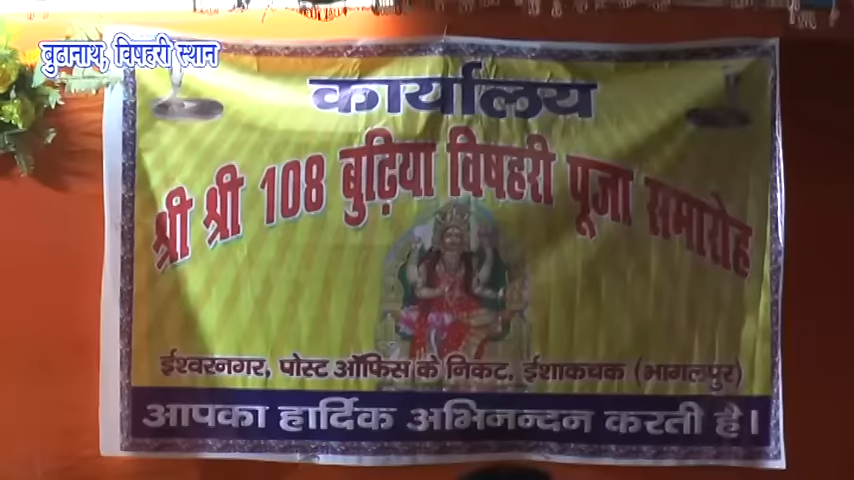 बुढानाथ, विषहरी स्थान
कार्यालय
श्री श्री 108 बुढ़िया विषहरी पूजा समारोह
ईश्वरनगर, पोस्ट ऑफिस के निकट, ईशाकचक (भागलपुर)
आपका हार्दिक अभिनन्दन करती है ।